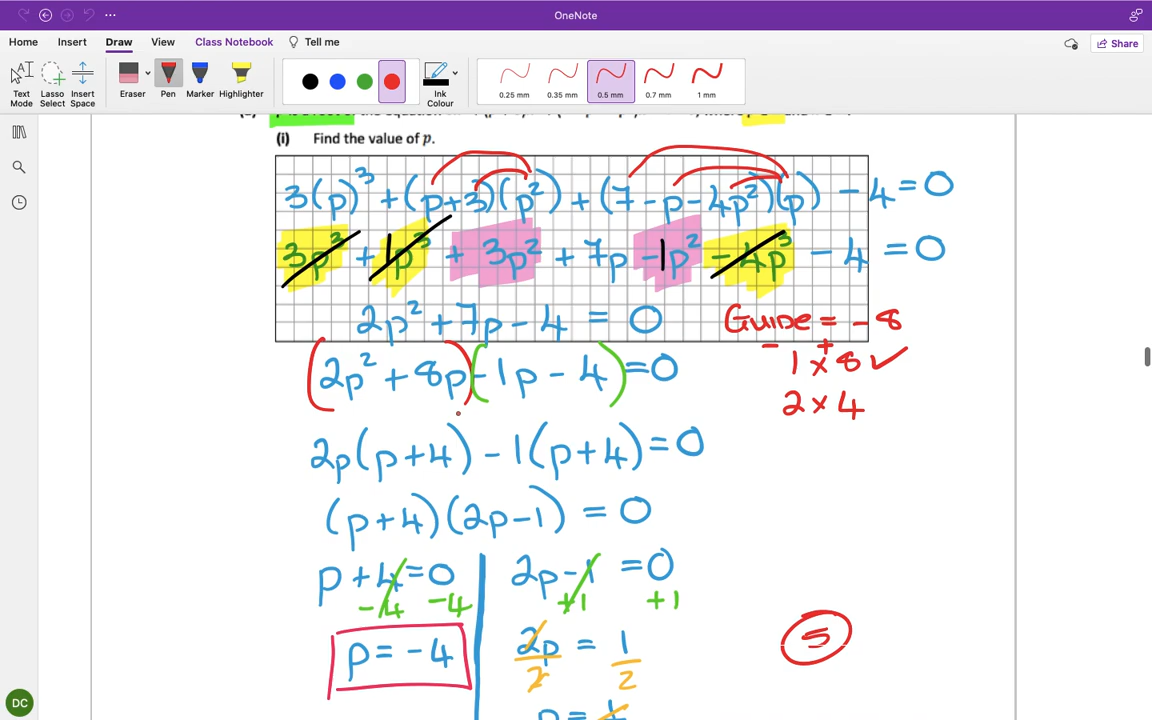 OneNote
Home Insert Draw View Class Notebook Tell me Share
Text Mode Lasso Select Insert Space Eraser Pen Marker Highlighter Ink Colour 0.25 mm 0.35 mm 0.5 mm 0.7 mm 1 mm
(i) Find the value of p.
3(p)³ + (p+3)(p²) + (7 - p - 4p²)(p) - 4 = 0
3p³ + 1p³ + 3p² + 7p - 1p² - 4p³ - 4 = 0
2p² + 7p - 4 = 0 Guide = - 8
(2p² + 8p)(-1p - 4) = 0 - 1 x + 8 ✓
2 x 4
2p(p+4) - 1(p+4) = 0
(p+4)(2p-1) = 0
p + 4 = 0 2p - 1 = 0
-4 -4 +1 +1
p = -4 2p/2 = 1/2 5
DC